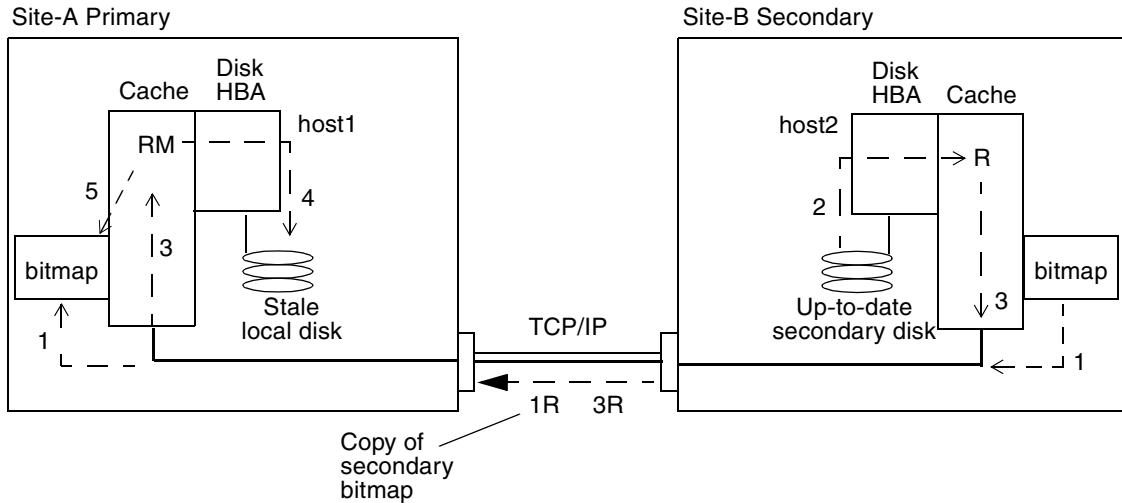 Site-A Primary
Site-B Secondary
Disk
HBA
Cache
host1
RM
5
4
3
bitmap
1
Stale
local disk
TCP/IP
1R 3R
Copy of
secondary
bitmap
Disk
HBA
Cache
host2
R
2
bitmap
3
Up-to-date
secondary disk
1